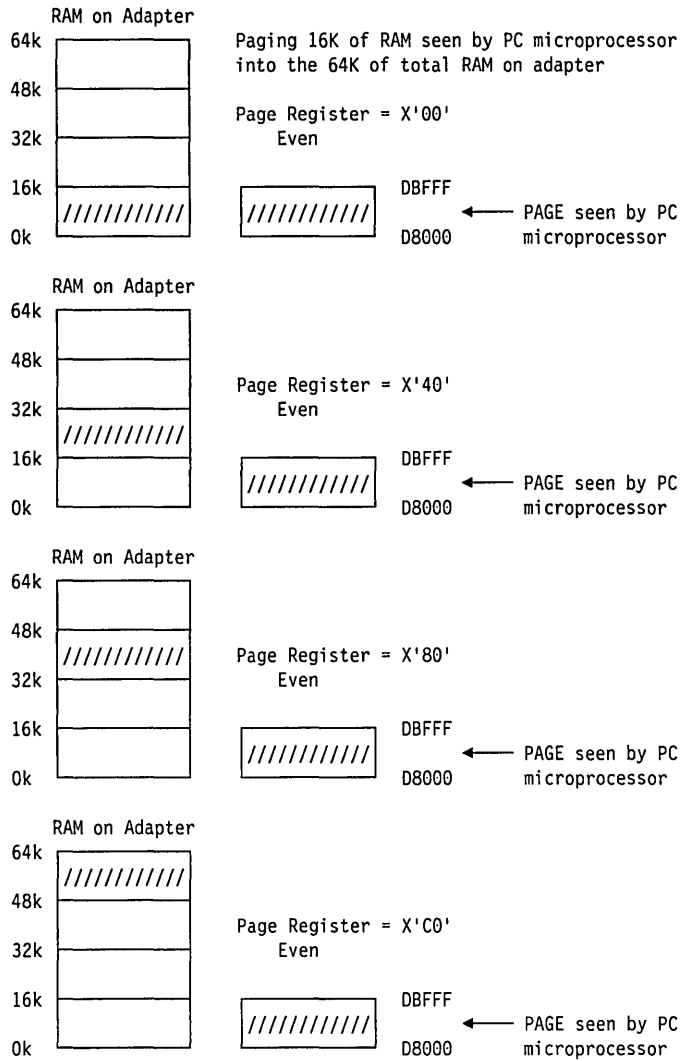 RAM on Adapter
64k
Paging 16K of RAM seen by PC microprocessor
into the 64K of total RAM on adapter
48k
Page Register = X'00'
Even
32k
16k
DBFFF
PAGE seen by PC
microprocessor
0k
D8000
RAM on Adapter
64k
48k
Page Register = X'40'
Even
32k
16k
DBFFF
PAGE seen by PC
microprocessor
0k
D8000
RAM on Adapter
64k
48k
Page Register = X'80'
Even
32k
16k
DBFFF
PAGE seen by PC
microprocessor
0k
D8000
RAM on Adapter
64k
48k
Page Register = X'C0'
Even
32k
16k
DBFFF
PAGE seen by PC
microprocessor
0k
D8000